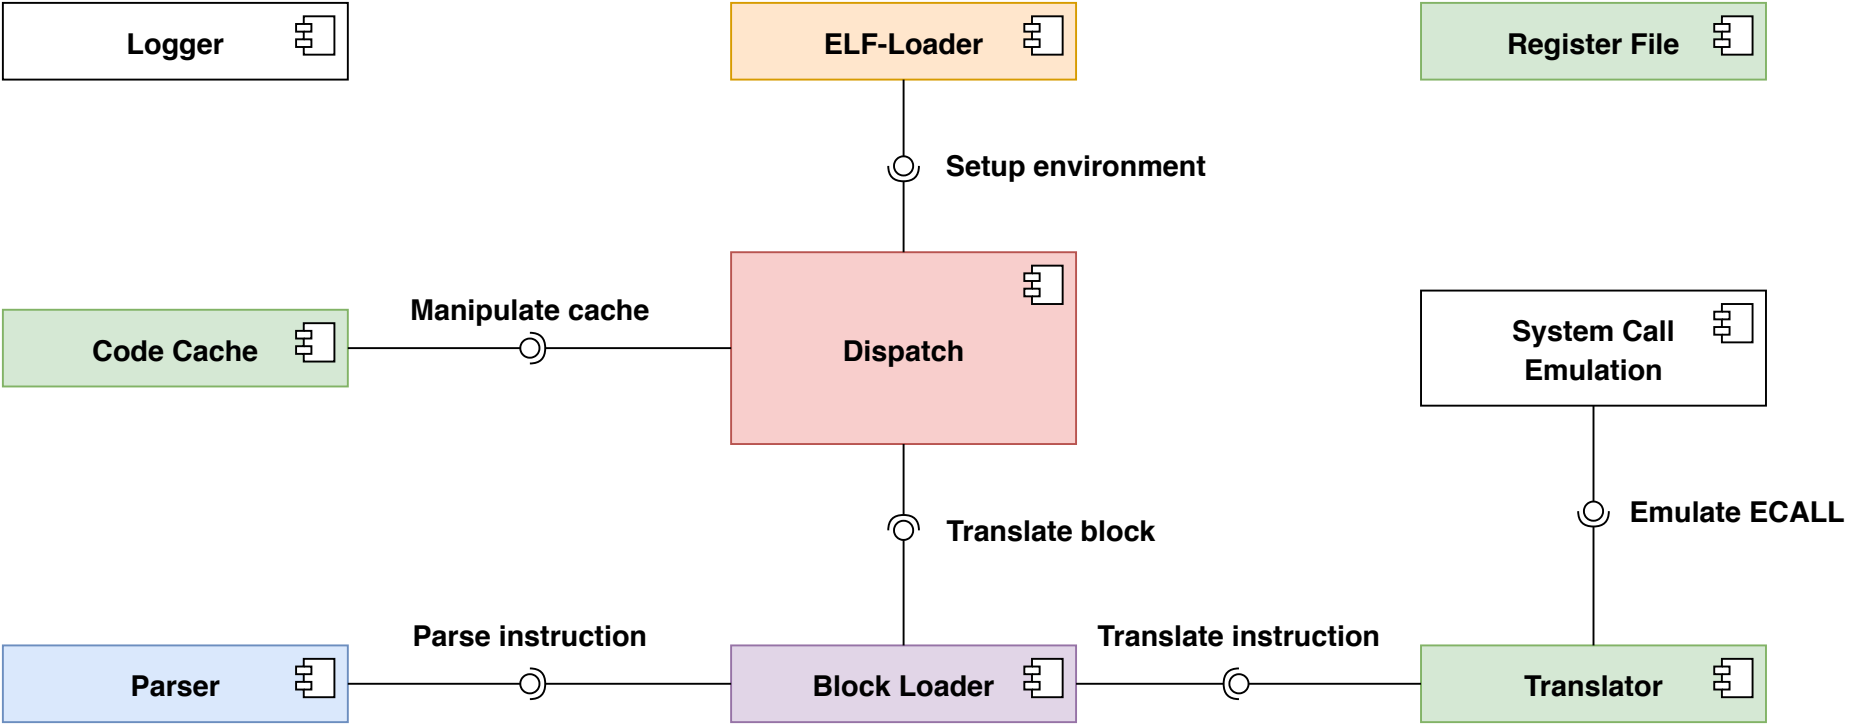 Logger
ELF-Loader
Register File
Setup environment
Manipulate cache
Code Cache
Dispatch
System Call
Emulation
Translate block
Emulate ECALL
Parse instruction
Translate instruction
Parser
Block Loader
Translator